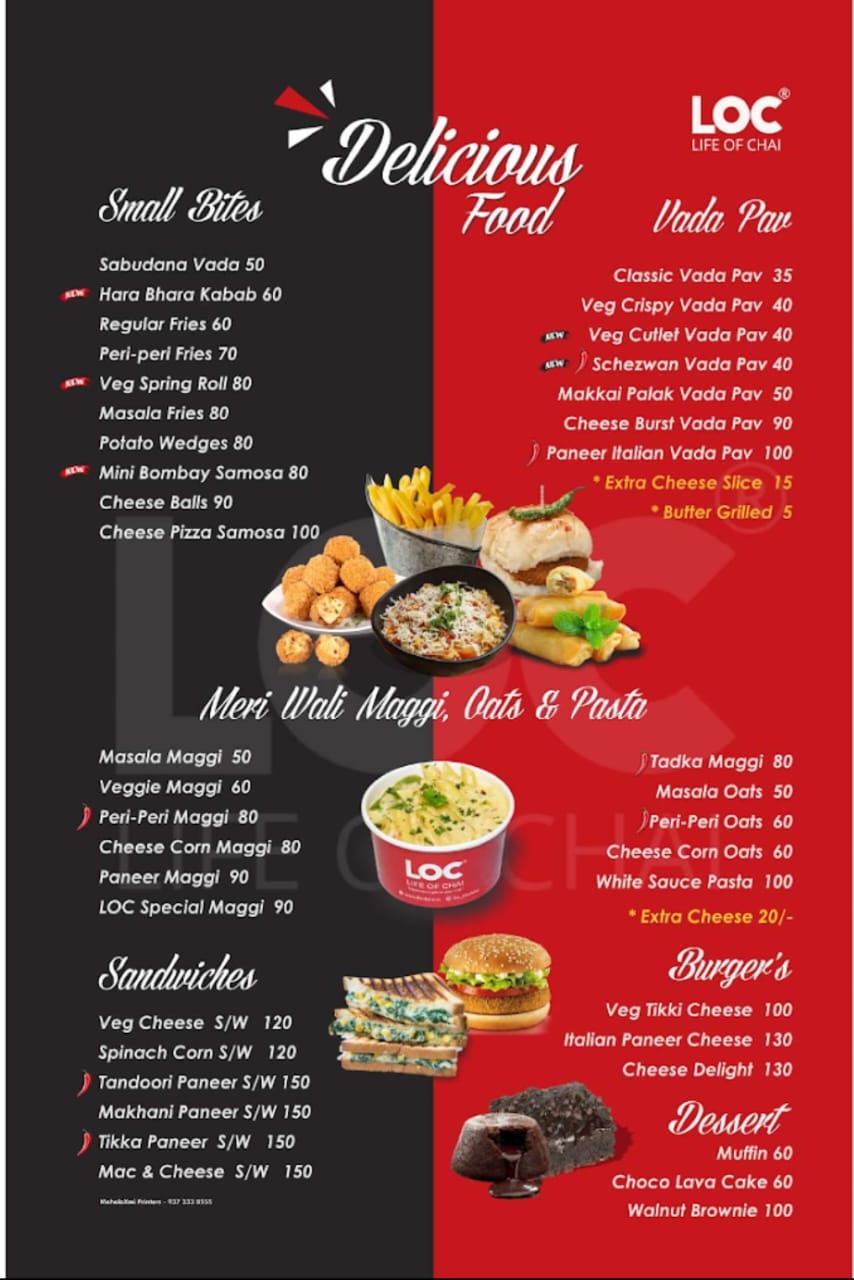 LOC®
LIFE OF CHAI
Delicious
Food
Small Bites
Sabudana Vada 50
NEW Hara Bhara Kabab 60
Regular Fries 60
Peri-peri Fries 70
NEW Veg Spring Roll 80
Masala Fries 80
Potato Wedges 80
NEW Mini Bombay Samosa 80
Cheese Balls 90
Cheese Pizza Samosa 100
Vada Pav
Classic Vada Pav 35
Veg Crispy Vada Pav 40
NEW Veg Cutlet Vada Pav 40
NEW Schezwan Vada Pav 40
Makkai Palak Vada Pav 50
Cheese Burst Vada Pav 90
Paneer Italian Vada Pav 100
* Extra Cheese Slice 15
* Butter Grilled 5
LOC®
LIFE OF CHAI
Meri Wali Maggi, Oats & Pasta
Masala Maggi 50
Veggie Maggi 60
Peri-Peri Maggi 80
Cheese Corn Maggi 80
Paneer Maggi 90
LOC Special Maggi 90
Tadka Maggi 80
Masala Oats 50
Peri-Peri Oats 60
Cheese Corn Oats 60
White Sauce Pasta 100
* Extra Cheese 20/-
LOC
LIFE OF CHAI
Sandwiches
Veg Cheese S/W 120
Spinach Corn S/W 120
Tandoori Paneer S/W 150
Makhani Paneer S/W 150
Tikka Paneer S/W 150
Mac & Cheese S/W 150
Burger's
Veg Tikki Cheese 100
Italian Paneer Cheese 130
Cheese Delight 130
Dessert
Muffin 60
Choco Lava Cake 60
Walnut Brownie 100
Printers - 937 333 8555